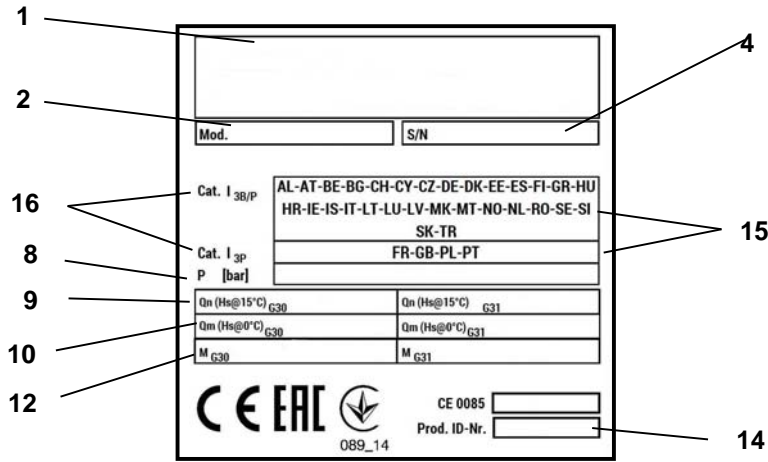 1
4
2
Mod.
S/N
Cat. I 3B/P
AL-AT-BE-BG-CH-CY-CZ-DE-DK-EE-ES-FI-GR-HU
HR-IE-IS-IT-LT-LU-LV-MK-MT-NO-NL-RO-SE-SI
SK-TR
16
15
Cat. I 3P
FR-GB-PL-PT
8
P [bar]
9
Qn (Hs@15°C) G30
Qn (Hs@15°C) G31
10
Qm (Hs@0°C) G30
Qm (Hs@0°C) G31
12
M G30
M G31
CE EAC
089_14
CE 0085
Prod. ID-Nr.
14